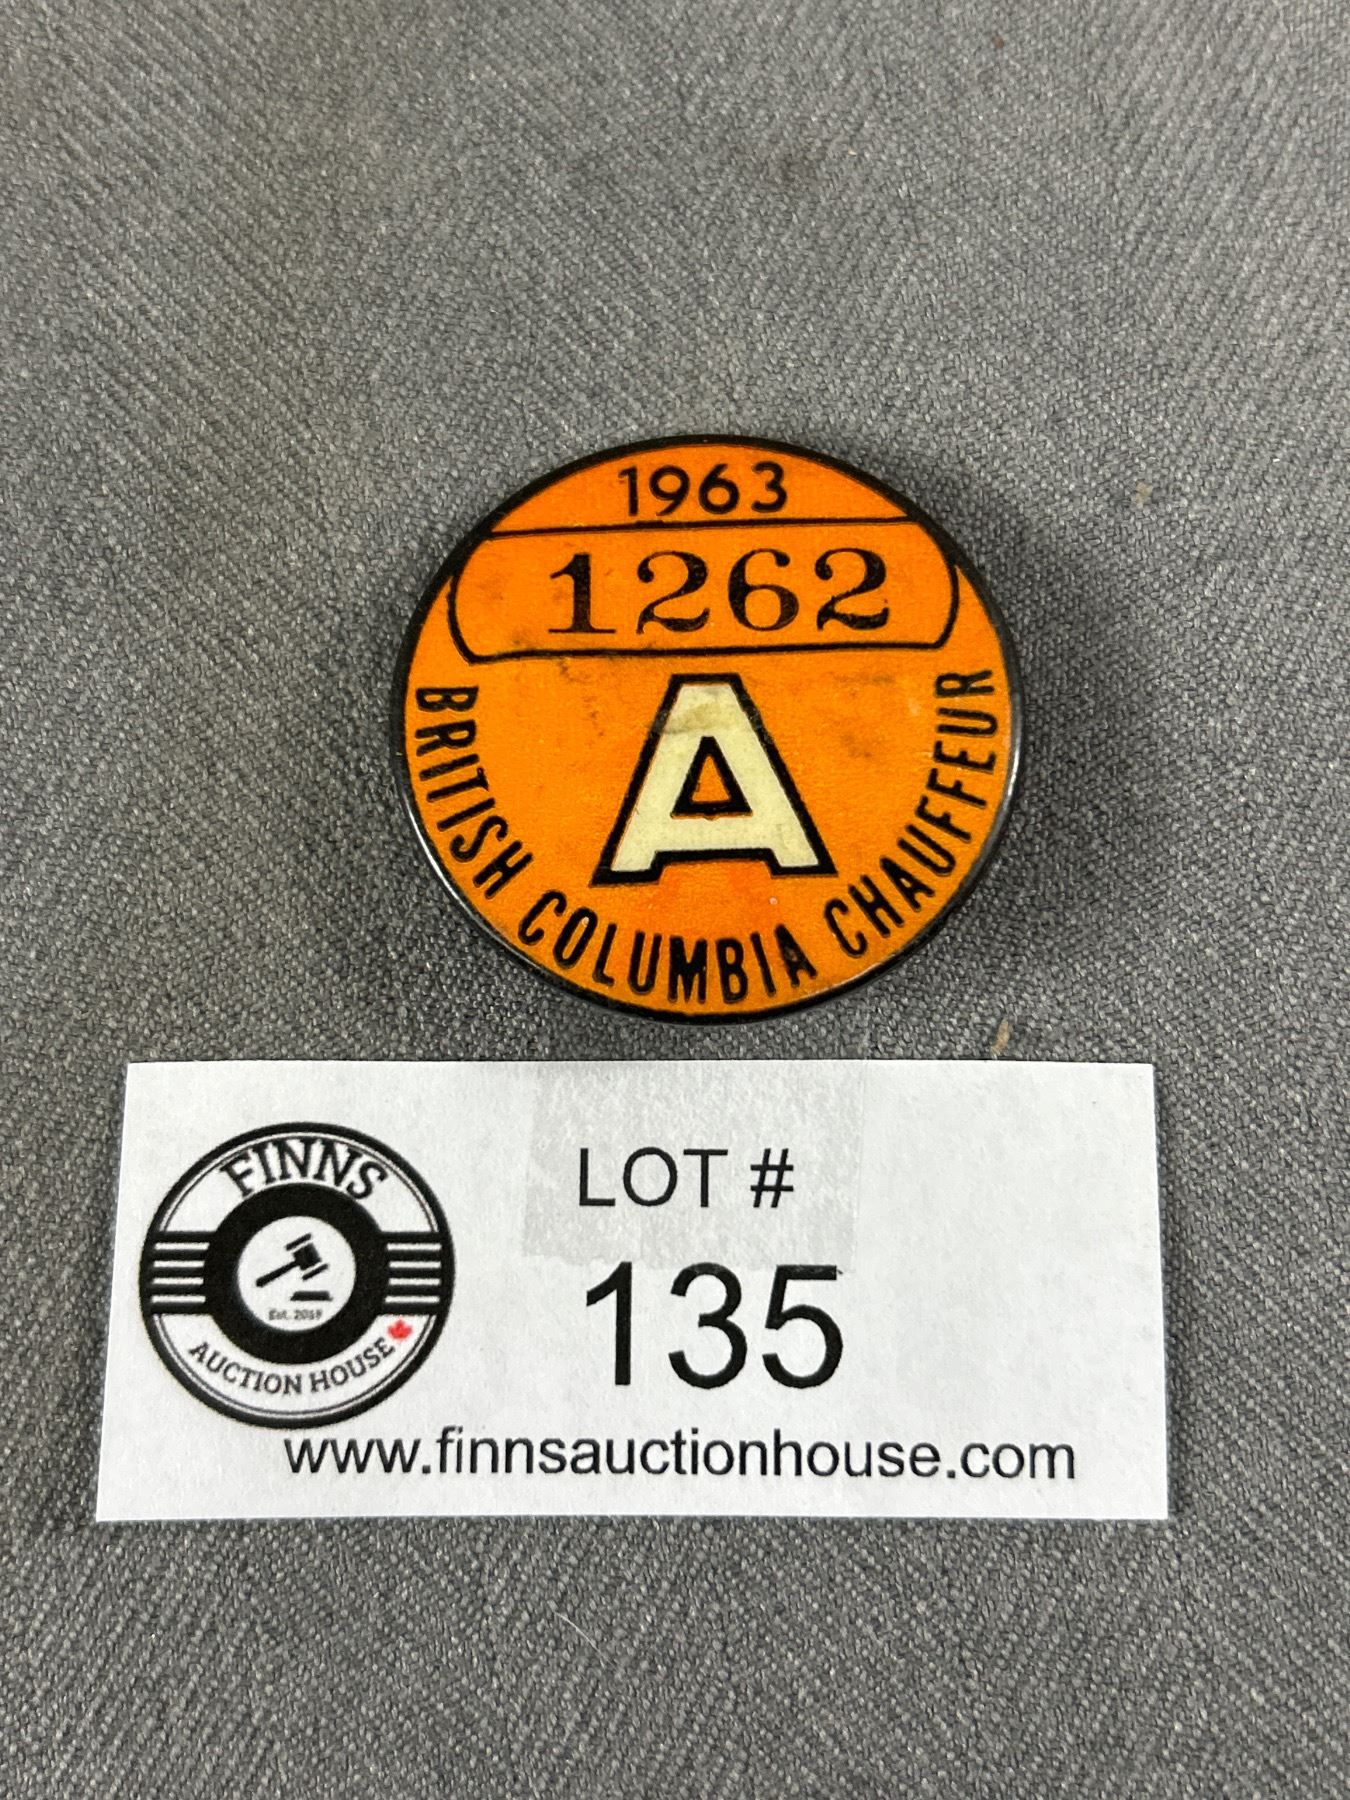 1963
1262
A
BRITISH COLUMBIA CHAUFFEUR
FINNS
Est. 2019
AUCTION HOUSE
LOT #
135
www.finnsauctionhouse.com